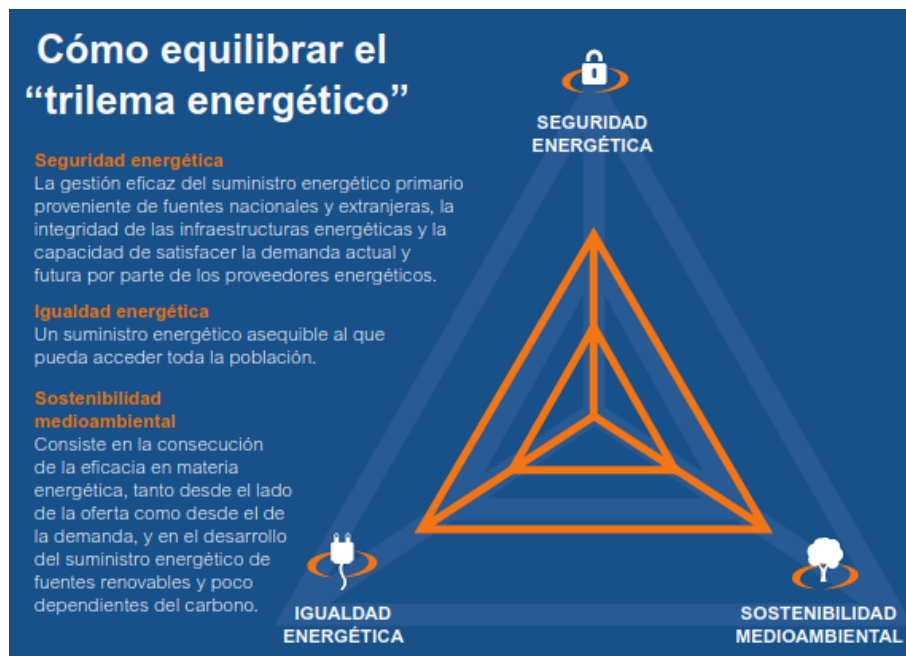 Cómo equilibrar el
“trilema energético”
Seguridad energética
La gestión eficaz del suministro energético primario
proveniente de fuentes nacionales y extranjeras, la
integridad de las infraestructuras energéticas y la
capacidad de satisfacer la demanda actual y
futura por parte de los proveedores energéticos.
Igualdad energética
Un suministro energético asequible al que
pueda acceder toda la población.
Sostenibilidad
medioambiental
Consiste en la consecución
de la eficacia en materia
energética, tanto desde el lado
de la oferta como desde el de
la demanda, y en el desarrollo
del suministro energético de
fuentes renovables y poco
dependientes del carbono.
SEGURIDAD
ENERGÉTICA
IGUALDAD
ENERGÉTICA
SOSTENIBILIDAD
MEDIOAMBIENTAL